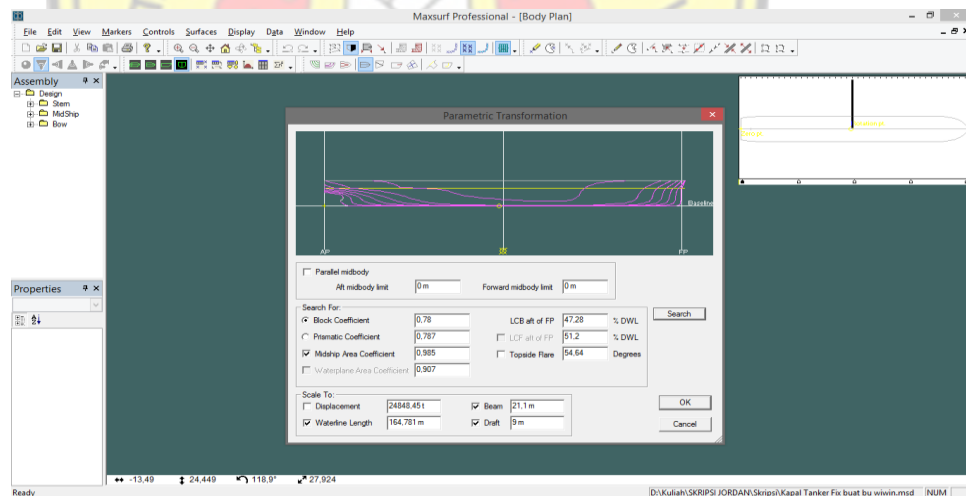 Maxsurf Professional - [Body Plan]
File Edit View Markers Controls Surfaces Display Data Window Help
Assembly
Design
Stern
MidShip
Bow
Parametric Transformation
Baseline
AP
FP
Parallel midbody
Aft midbody limit 0 m Forward midbody limit 0 m
Properties
Search For:
Block Coefficient 0,78 LCB aft of FP 47,28 % DWL Search
Prismatic Coefficient 0,787 LCF aft of FP 51,2 % DWL
Midship Area Coefficient 0,985 Topside Flare 54,64 Degrees
Waterplane Area Coefficient 0,907
Scale To:
Displacement 24848,45 t Beam 21,1 m OK
Waterline Length 164,781 m Draft 9 m Cancel
-13,49 24,449 118,9° 27,924
Ready D:\Kuliah\SKRIPSI JORDAN\Skripsi\Kapal Tanker Fix buat bu wiwin.msd NUM